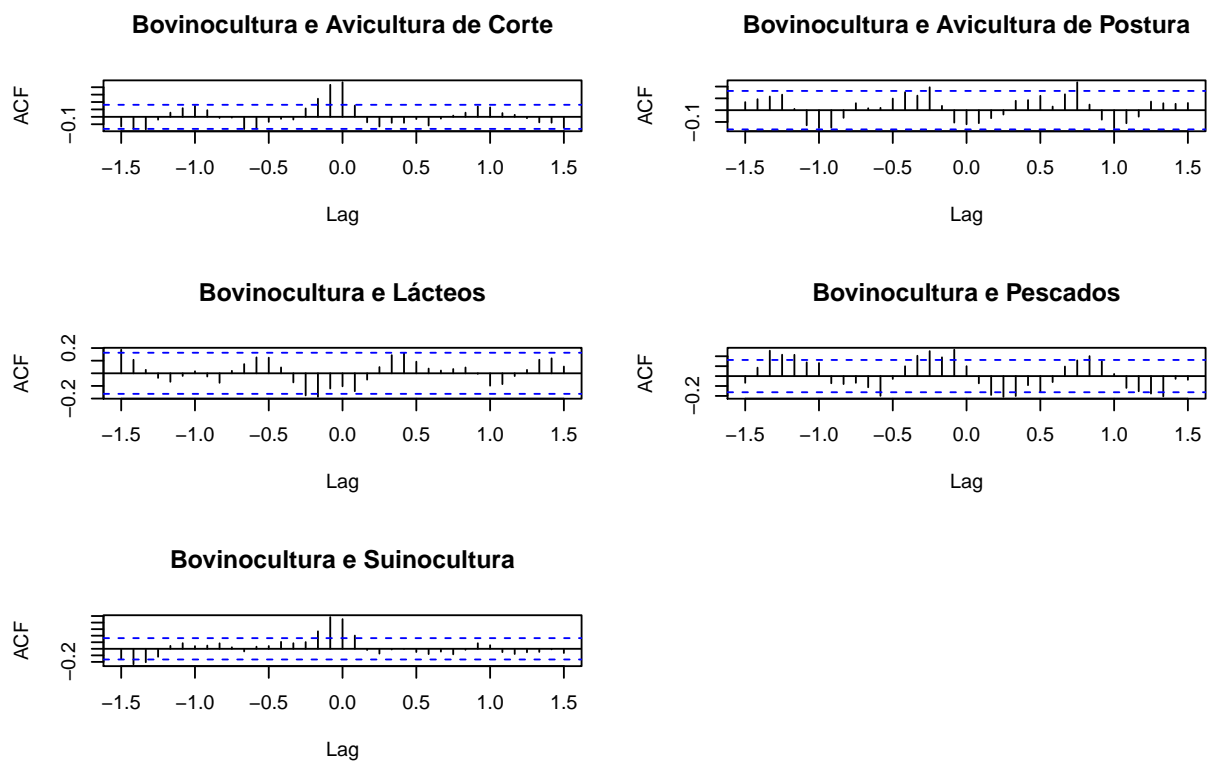 Bovinocultura e Avicultura de Corte
ACF
−0.1
−1.5 −1.0 −0.5 0.0 0.5 1.0 1.5
Lag
Bovinocultura e Avicultura de Postura
ACF
−0.1
−1.5 −1.0 −0.5 0.0 0.5 1.0 1.5
Lag
Bovinocultura e Lácteos
ACF
−0.2 0.2
−1.5 −1.0 −0.5 0.0 0.5 1.0 1.5
Lag
Bovinocultura e Pescados
ACF
−0.2
−1.5 −1.0 −0.5 0.0 0.5 1.0 1.5
Lag
Bovinocultura e Suinocultura
ACF
−0.2
−1.5 −1.0 −0.5 0.0 0.5 1.0 1.5
Lag